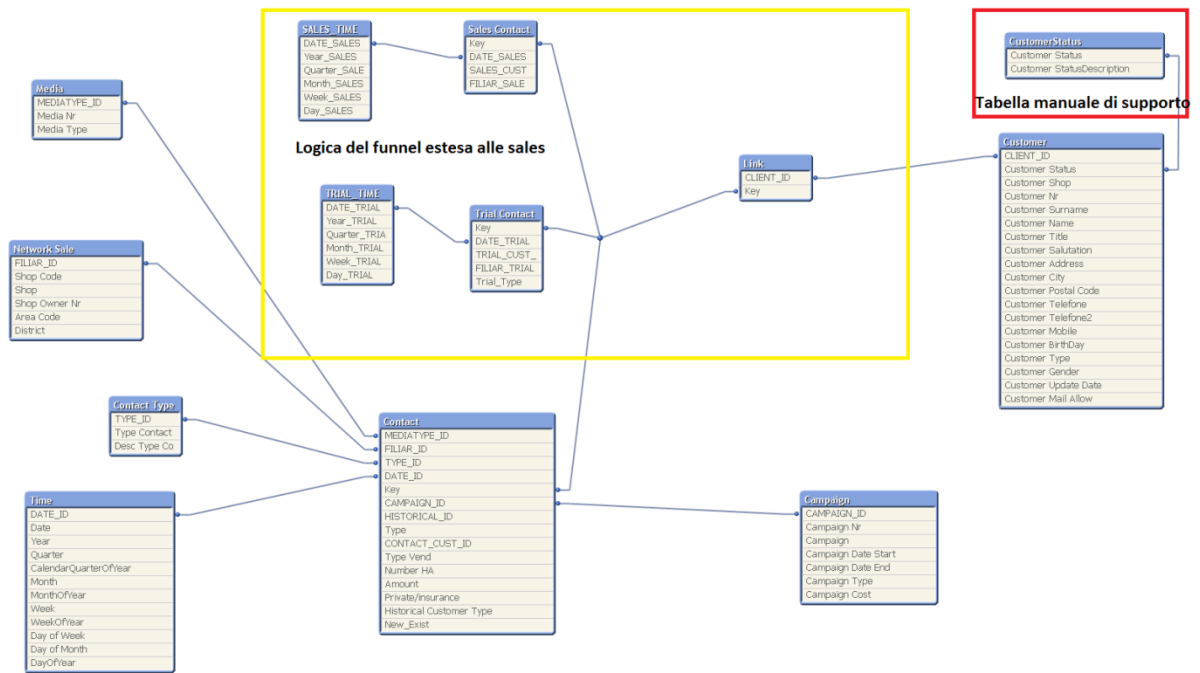 SALES_TIME
DATE_SALES
Year_SALES
Quarter_SALE
Month_SALES
Week_SALES
Day_SALES
Sales Contact
Key
DATE_SALES
SALES_CUST
FILIAR_SALE
CustomerStatus
Customer Status
Customer StatusDescription
Tabella manuale di supporto
Media
MEDIATYPE_ID
Media Nr
Media Type
Logica del funnel estesa alle sales
Link
CLIENT_ID
Key
Customer
CLIENT_ID
Customer Status
Customer Shop
Customer Nr
Customer Surname
Customer Name
Customer Title
Customer Salutation
Customer Address
Customer City
Customer Postal Code
Customer Telefone
Customer Telefone2
Customer Mobile
Customer BirthDay
Customer Type
Customer Gender
Customer Update Date
Customer Mail Allow
TRIAL_TIME
DATE_TRIAL
Year_TRIAL
Quarter_TRIA
Month_TRIAL
Week_TRIAL
Day_TRIAL
Trial Contact
Key
DATE_TRIAL
TRIAL_CUST_
FILIAR_TRIAL
Trial_Type
Network Sale
FILIAR_ID
Shop Code
Shop
Shop Owner Nr
Area Code
District
Contact Type
TYPE_ID
Type Contact
Desc Type Co
Contact
MEDIATYPE_ID
FILIAR_ID
TYPE_ID
DATE_ID
Key
CAMPAIGN_ID
HISTORICAL_ID
Type
CONTACT_CUST_ID
Type Vend
Number HA
Amount
Private/insurance
Historical Customer Type
New_Exist
Time
DATE_ID
Date
Year
Quarter
CalendarQuarterOfYear
Month
MonthOfYear
Week
WeekOfYear
Day of Week
Day of Month
DayOfYear
Campaign
CAMPAIGN_ID
Campaign Nr
Campaign
Campaign Date Start
Campaign Date End
Campaign Type
Campaign Cost